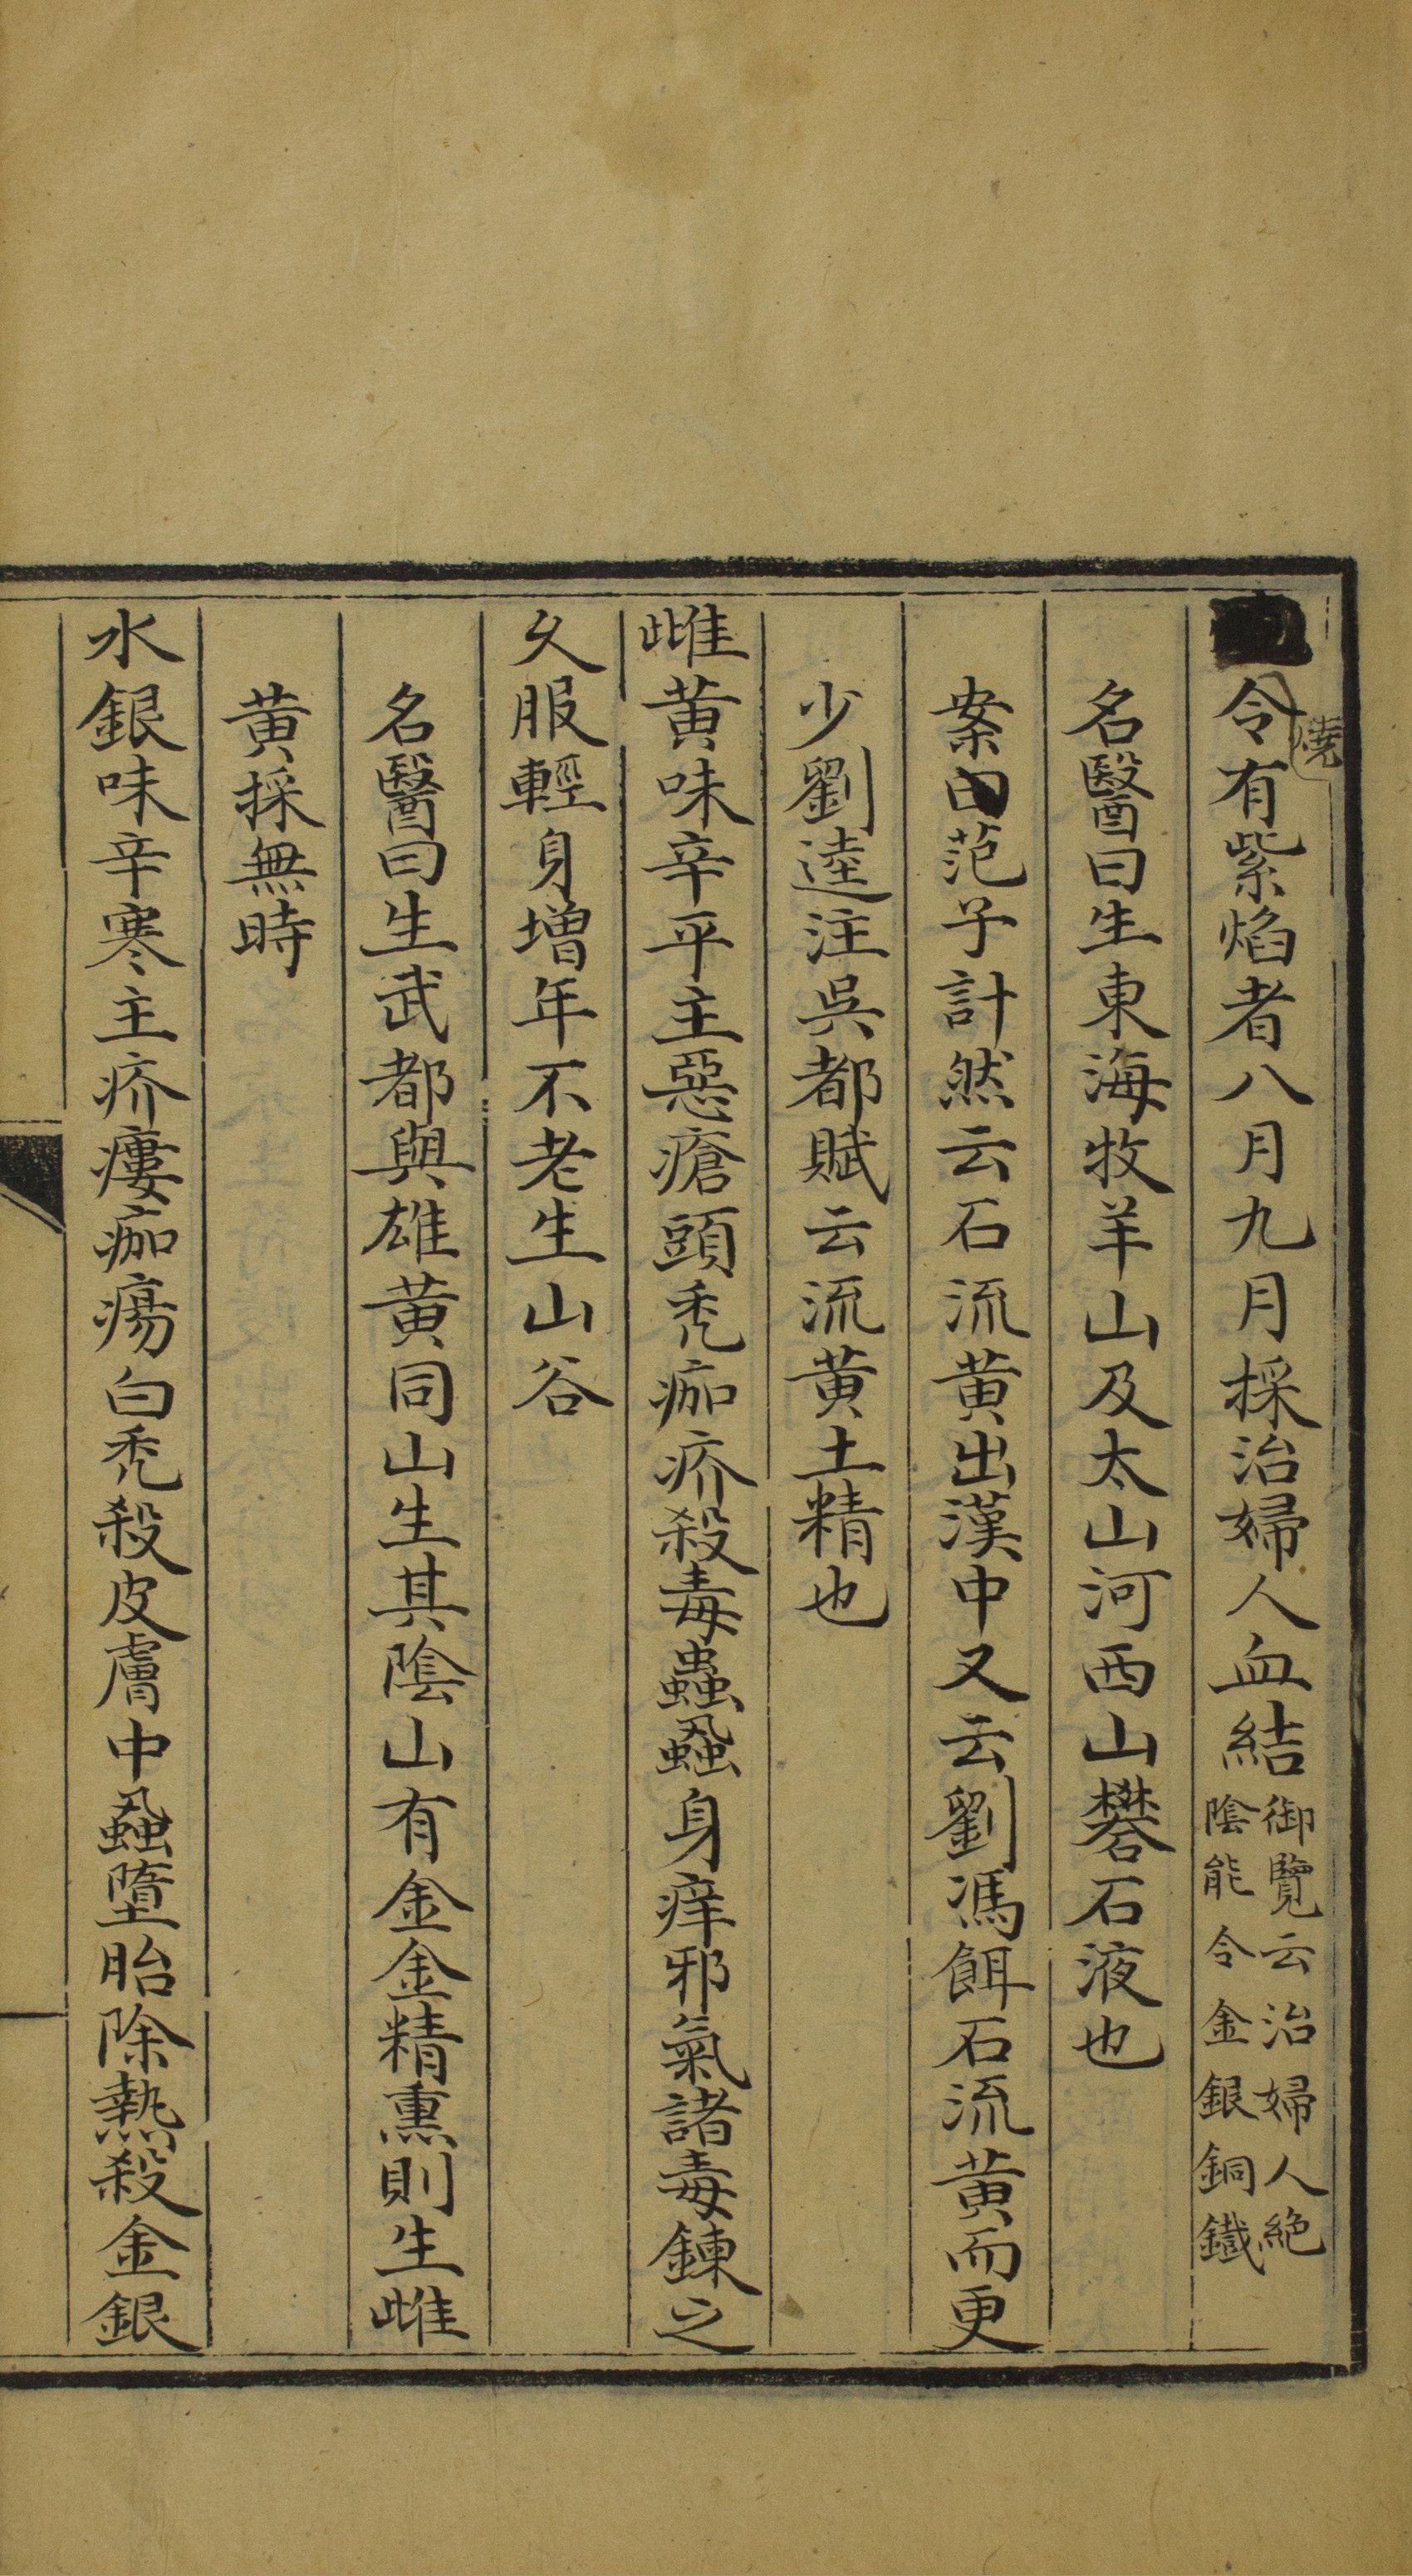 燒
令有紫焰者八月九月採治婦人血結御覽云治婦人絕陰能令金銀銅鐵
名醫曰生東海牧羊山及太山河西山礬石液也
案范子計然云石流黃出漢中又云劉馮餌石流黃而更
少劉逵注吳都賦云流黃土精也
雌黃味辛平主惡瘡頭禿痂疥殺毒蟲蝨身痒邪氣諸毒鍊之
久服輕身增年不老生山谷
名醫曰生武都與雄黃同山生其陰山有金金精熏則生雌
黃採無時
水銀味辛寒主疥瘻痂瘍白禿殺皮膚中蝨墮胎除熱殺金銀